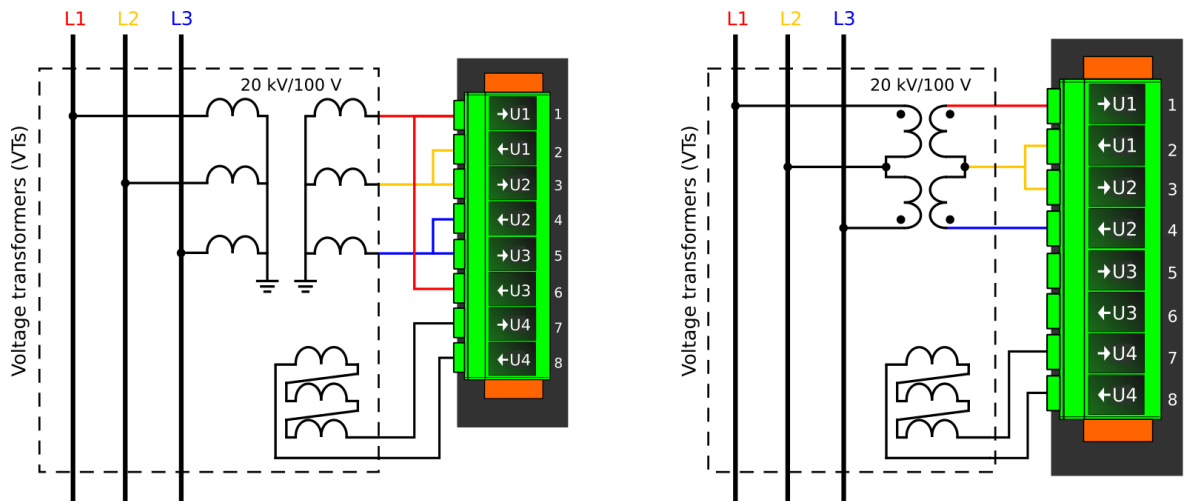 L1 L2 L3
20 kV/100 V
Voltage transformers (VTs)
→U1 1
←U1 2
→U2 3
←U2 4
→U3 5
←U3 6
→U4 7
←U4 8
L1 L2 L3
20 kV/100 V
Voltage transformers (VTs)
→U1 1
←U1 2
→U2 3
←U2 4
→U3 5
←U3 6
→U4 7
←U4 8